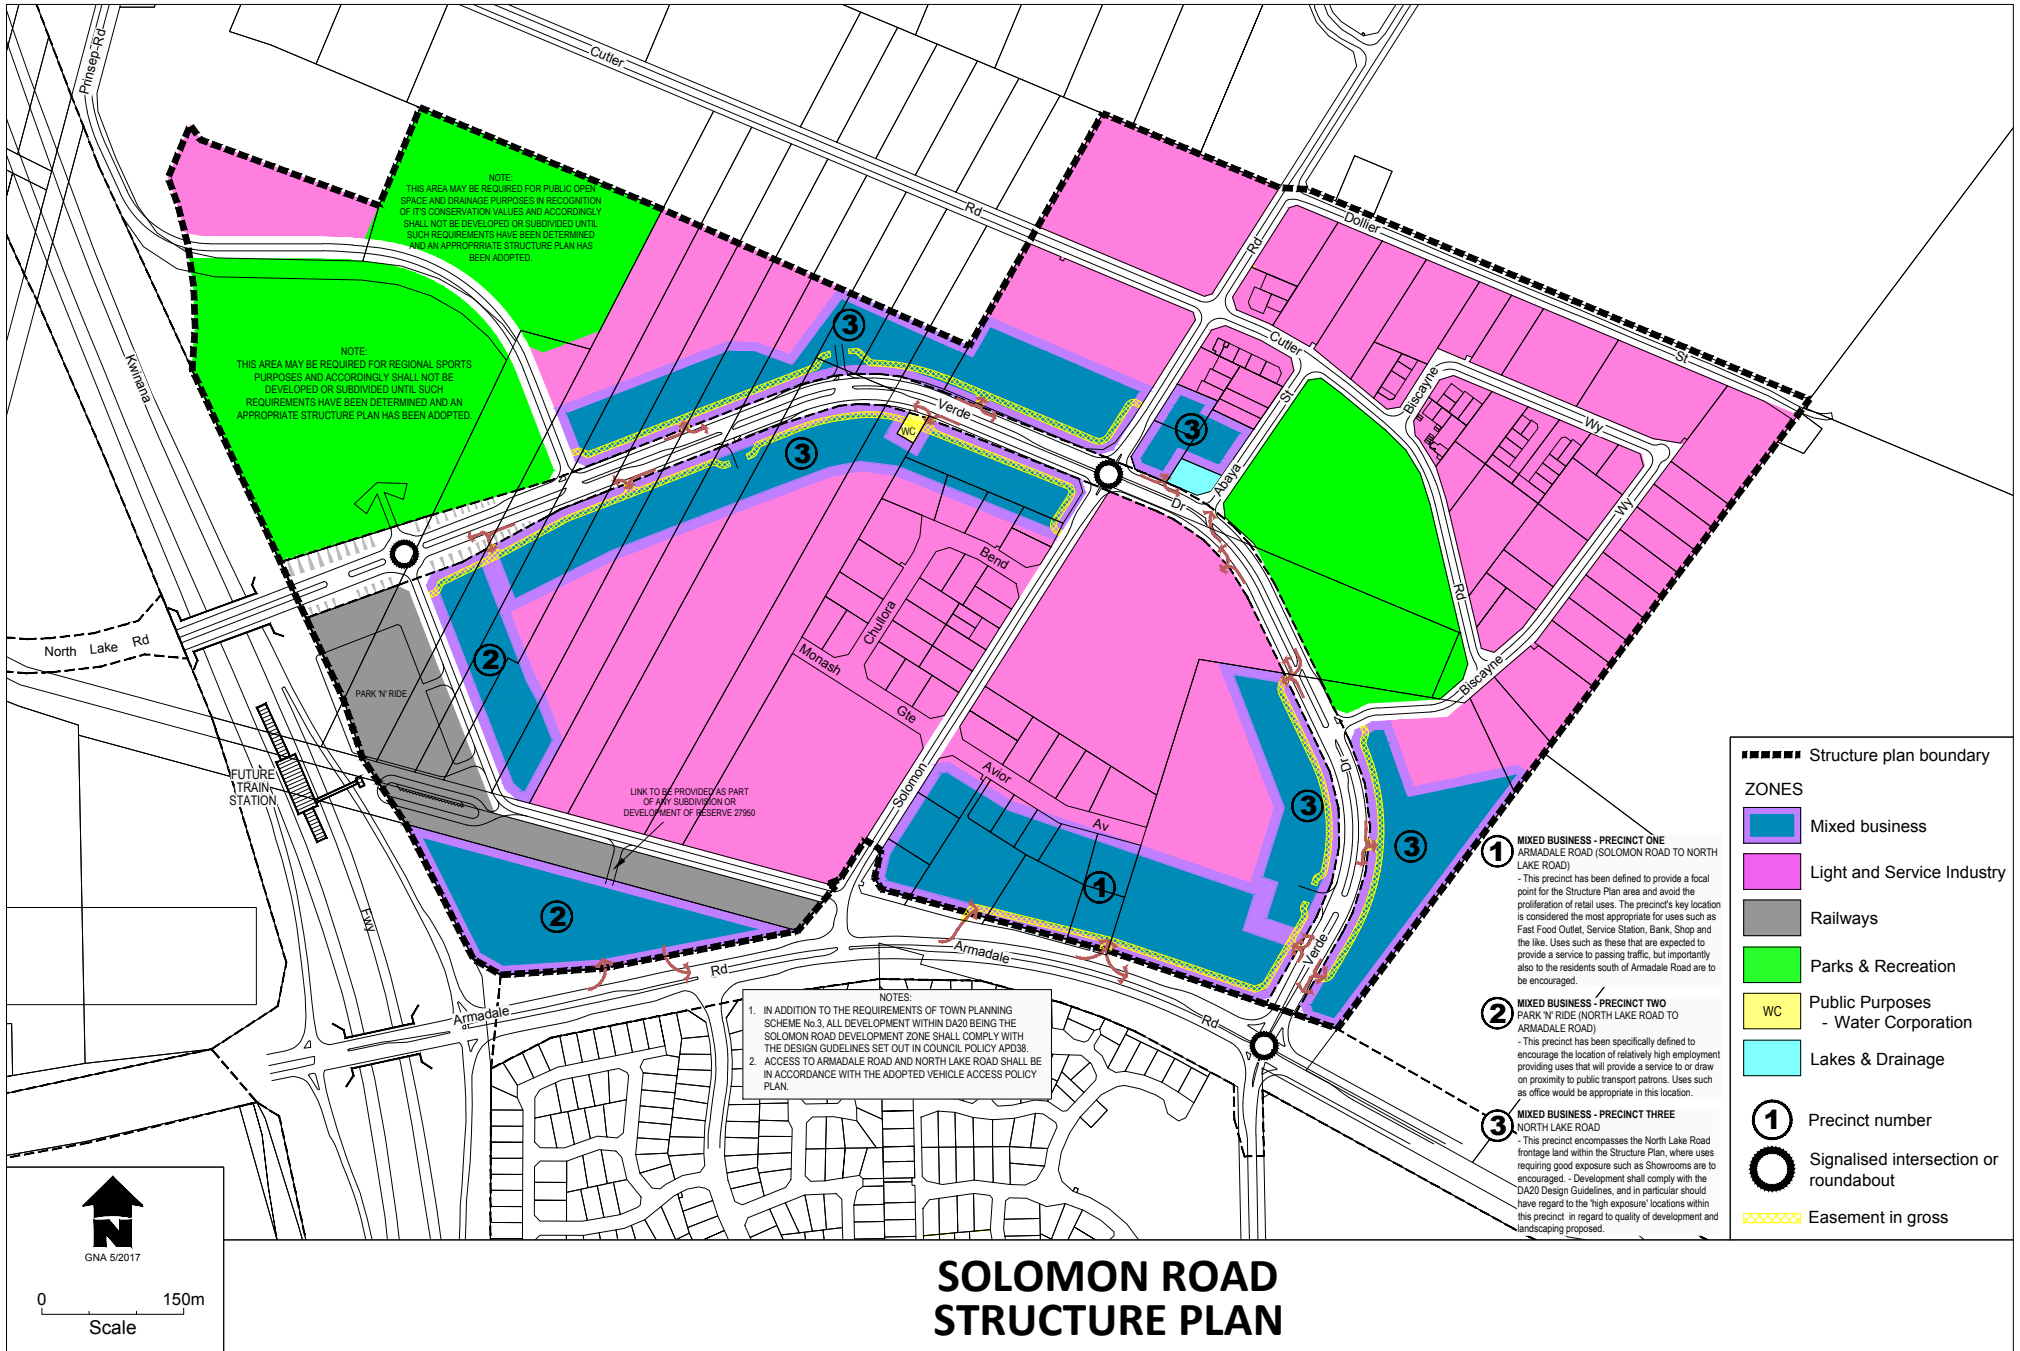 Prinsep Rd
Cutler
Rd
NOTE:
THIS AREA MAY BE REQUIRED FOR PUBLIC OPEN
SPACE AND DRAINAGE PURPOSES IN RECOGNITION
OF IT'S CONSERVATION VALUES AND ACCORDINGLY
SHALL NOT BE DEVELOPED OR SUBDIVIDED UNTIL
SUCH REQUIREMENTS HAVE BEEN DETERMINED
AND AN APPROPRRIATE STRUCTURE PLAN HAS
BEEN ADOPTED.
Rd
Dollier
St
NOTE:
THIS AREA MAY BE REQUIRED FOR REGIONAL SPORTS
PURPOSES AND ACCORDINGLY SHALL NOT BE
DEVELOPED OR SUBDIVIDED UNTIL SUCH
REQUIREMENTS HAVE BEEN DETERMINED AND AN
APPROPRIATE STRUCTURE PLAN HAS BEEN ADOPTED.
Kwinana
Fwy
3
Cutler
Biscayne
Wy
Wy
St
Abaya
Verde
Dr
WC
3
3
Rd
Biscayne
Bend
Chullora
Monash
Gte
North Lake Rd
2
PARK 'N' RIDE
FUTURE
TRAIN
STATION
LINK TO BE PROVIDED AS PART
OF ANY SUBDIVISION OR
DEVELOPMENT OF RESERVE 27950
Solomon
Avior
Av
Dr
3
3
1
2
Verde
Armadale
Rd
Armadale
Rd
NOTES:
1. IN ADDITION TO THE REQUIREMENTS OF TOWN PLANNING
SCHEME No.3, ALL DEVELOPMENT WITHIN DA20 BEING THE
SOLOMON ROAD DEVELOPMENT ZONE SHALL COMPLY WITH
THE DESIGN GUDELINES SET OUT IN COUNCIL POLICY APD38.
2. ACCESS TO ARMADALE ROAD AND NORTH LAKE ROAD SHALL BE
IN ACCORDANCE WITH THE ADOPTED VEHICLE ACCESS POLICY
PLAN.
1
MIXED BUSINESS - PRECINCT ONE
ARMADALE ROAD (SOLOMON ROAD TO NORTH
LAKE ROAD)
- This precinct has been defined to provide a focal
point for the Structure Plan area and avoid the
proliferation of retail uses. The precinct's key location
is considered the most appropriate for uses such as
Fast Food Outlet, Service Station, Bank, Shop and
the like. Uses such as these that are expected to
provide a service to passing traffic, but importantly
also to the residents south of Armadale Road are to
be encouraged.
2
MIXED BUSINESS - PRECINCT TWO
PARK 'N' RIDE (NORTH LAKE ROAD TO
ARMADALE ROAD)
- This precinct has been specifically defined to
encourage the location of relatively high employment
providing uses that will provide a service to or draw
on proximity to public transport patrons. Uses such
as office would be appropriate in this location.
3
MIXED BUSINESS - PRECINCT THREE
NORTH LAKE ROAD
- This precinct encompasses the North Lake Road
frontage land within the Structure Plan, where uses
requiring good exposure such as Showrooms are to
encouraged. - Development shall comply with the
DA20 Design Guidelines, and in particular should
have regard to the 'high exposure' locations within
this precinct in regard to quality of development and
landscaping proposed.
Structure plan boundary
ZONES
Mixed business
Light and Service Industry
Railways
Parks & Recreation
WC
Public Purposes
- Water Corporation
Lakes & Drainage
1
Precinct number
Signalised intersection or
roundabout
Easement in gross
N
GNA 5/2017
0 150m
Scale
SOLOMON ROAD
STRUCTURE PLAN